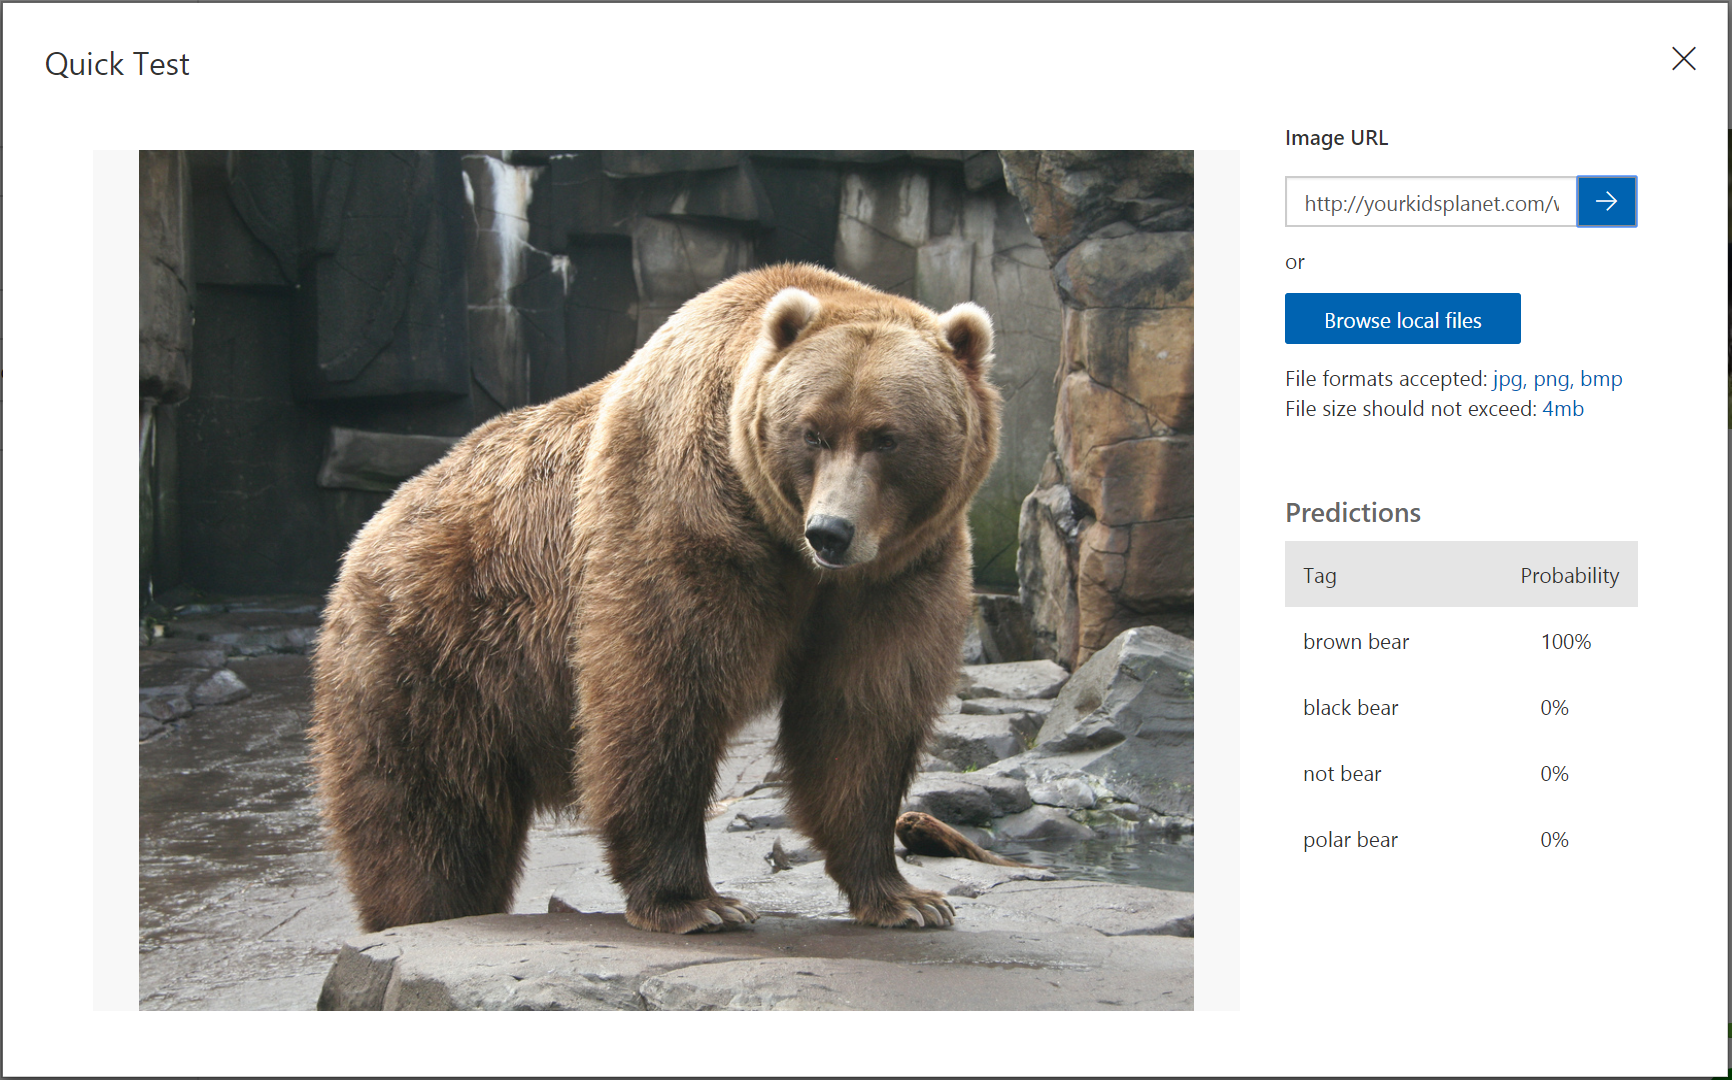 Quick Test
Image URL
http://yourkidsplanet.com/
or
Browse local files
File formats accepted: jpg, png, bmp
File size should not exceed: 4mb
Predictions
Tag Probability
brown bear 100%
black bear 0%
not bear 0%
polar bear 0%